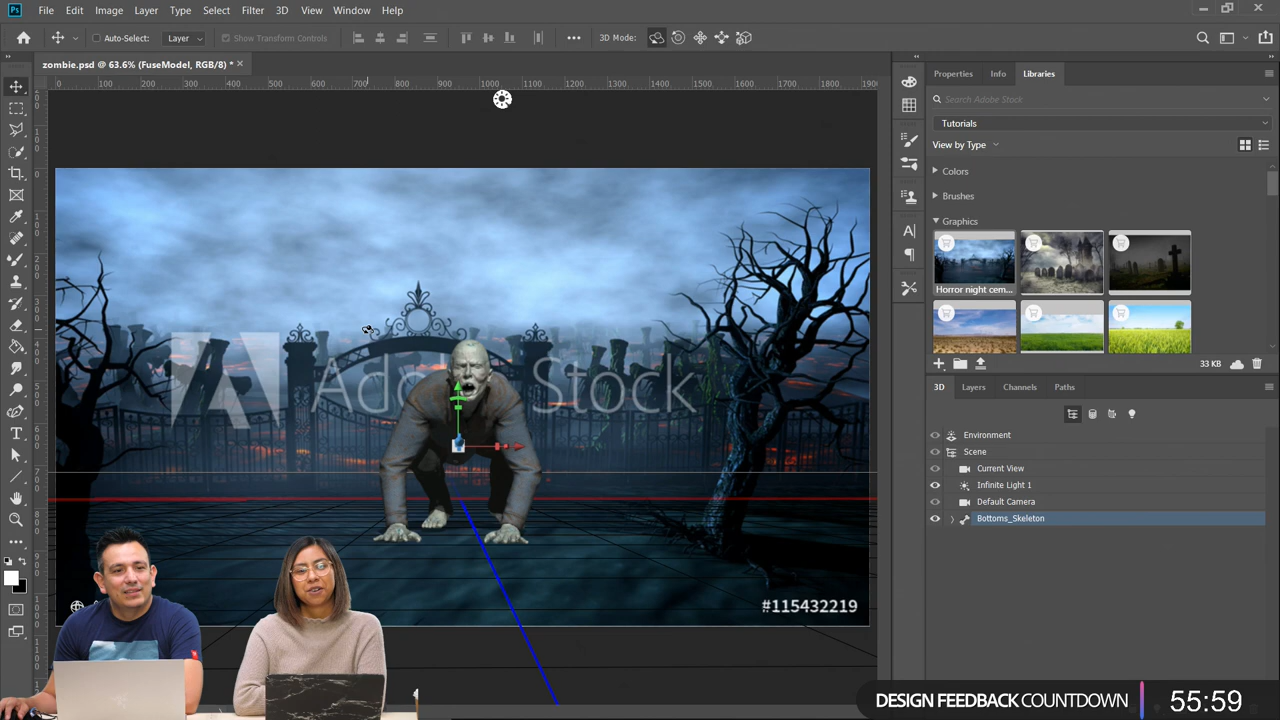 Ps File Edit Image Layer Type Select Filter 3D View Window Help
Auto-Select: Layer Show Transform Controls 3D Mode:
zombie.psd @ 63.6% (FuseModel, RGB/8) * ×
0 100 200 300 400 500 600 700 800 900 1000 1100 1200 1300 1400 1500 1600 1700 1800 1900
Properties Info Libraries
Search Adobe Stock
Tutorials
View by Type
Colors
Brushes
Graphics
Horror night cem...
33 KB
3D Layers Channels Paths
Environment
Scene
Current View
Infinite Light 1
Default Camera
Bottoms_Skeleton
Adobe Stock
#115432219
DESIGN FEEDBACK COUNTDOWN 55:59